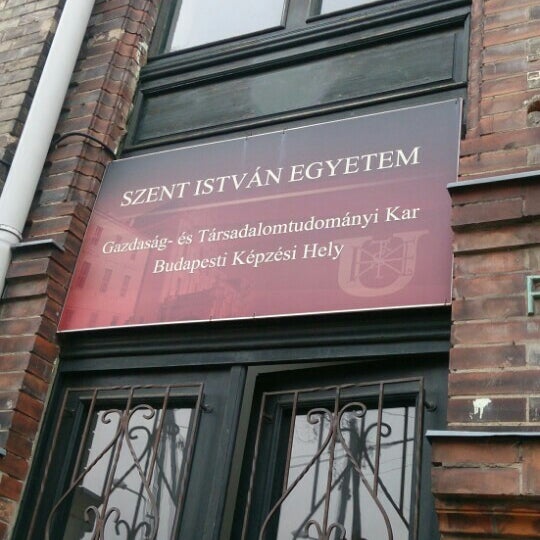 SZENT ISTVÁN EGYETEM
Gazdaság- és Társadalomtudományi Kar
Budapesti Képzési Hely